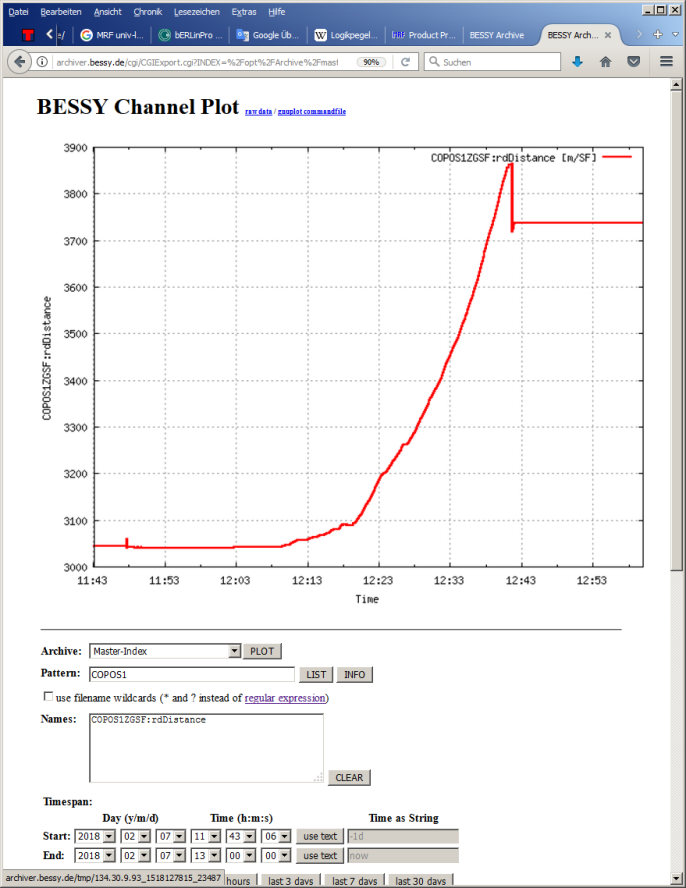 Datei Bearbeiten Ansicht Chronik Lesezeichen Extras Hilfe
=/ MRF univ-l... bERLinPro ... Google Üb... Logikpegel... Product Pr... BESSY Archive BESSY Arch...
archiver.bessy.de/cgi/CGIExport.cgi?INDEX=%2Fopt%2FArchive%2Fmast 90% Suchen
BESSY Channel Plot raw data / gnuplot commandfile
COPOS1ZGSF:rdDistance [m/SF]
3900
3800
3700
3600
3500
3400
3300
3200
3100
3000
COPOS1ZGSF:rdDistance
11:43 11:53 12:03 12:13 12:23 12:33 12:43 12:53
Time
Archive: Master-Index PLOT
Pattern: COPOS1 LIST INFO
use filename wildcards (* and ? instead of regular expression)
Names: COPOS1ZGSF:rdDistance
CLEAR
Timespan:
Day (y/m/d) Time (h:m:s) Time as String
Start: 2018 02 07 11 43 06 use text -1d
End: 2018 02 07 13 00 00 use text now
archiver.bessy.de/tmp/134.30.9.93_1518127815_23487 hours last 3 days last 7 days last 30 days